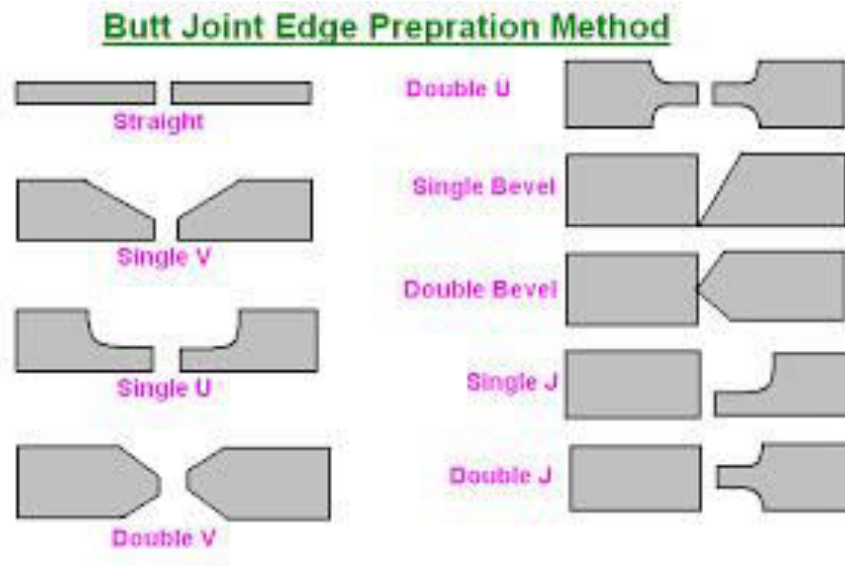 Butt Joint Edge Prepration Method
Straight
Single V
Single U
Double V
Double U
Single Bevel
Double Bevel
Single J
Double J